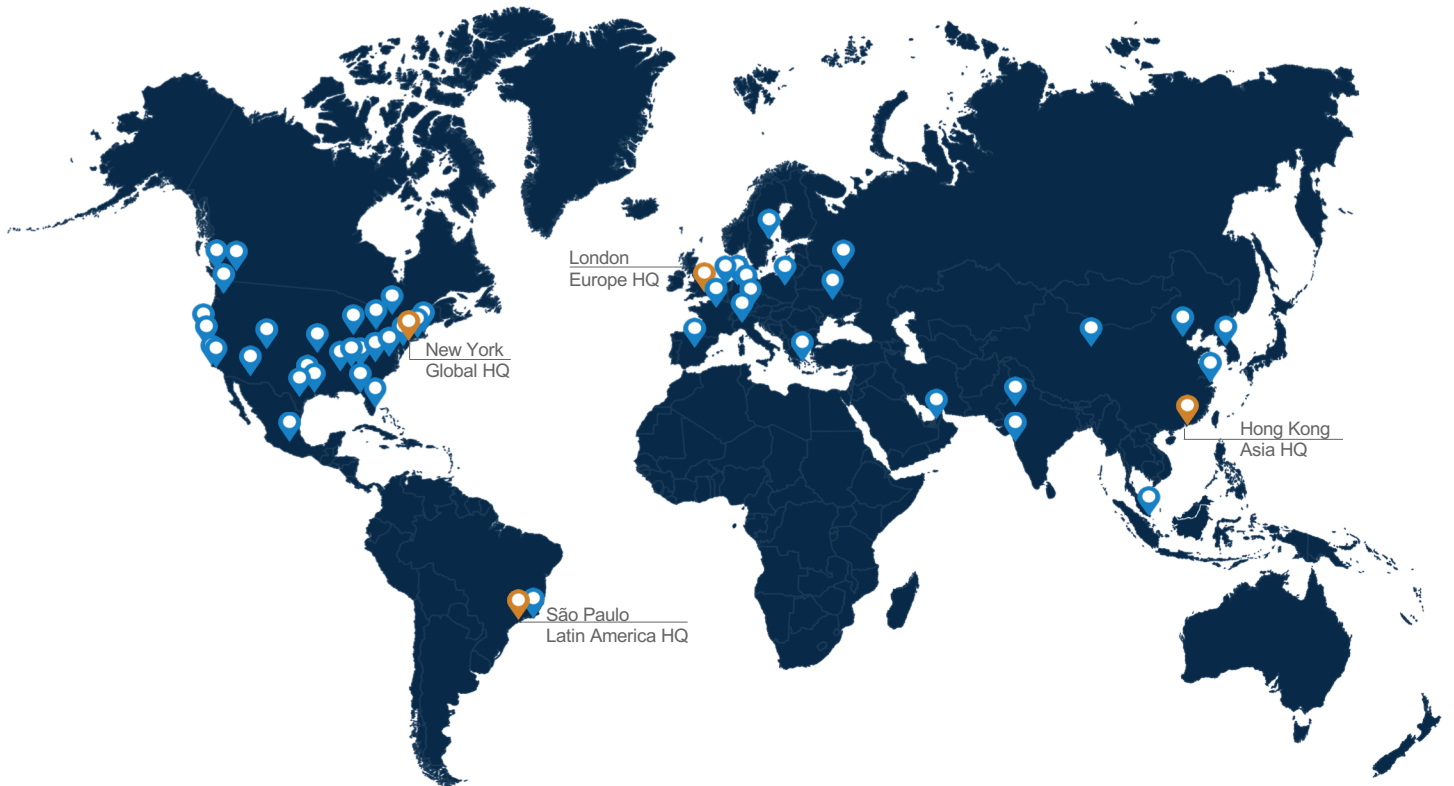 London
Europe HQ
New York
Global HQ
Hong Kong
Asia HQ
São Paulo
Latin America HQ